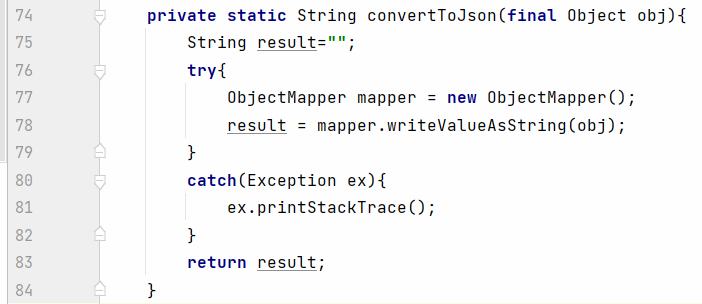 74 private static String convertToJson(final Object obj){
75 String result="";
76 try{
77 ObjectMapper mapper = new ObjectMapper();
78 result = mapper.writeValueAsString(obj);
79 }
80 catch(Exception ex){
81 ex.printStackTrace();
82 }
83 return result;
84 }